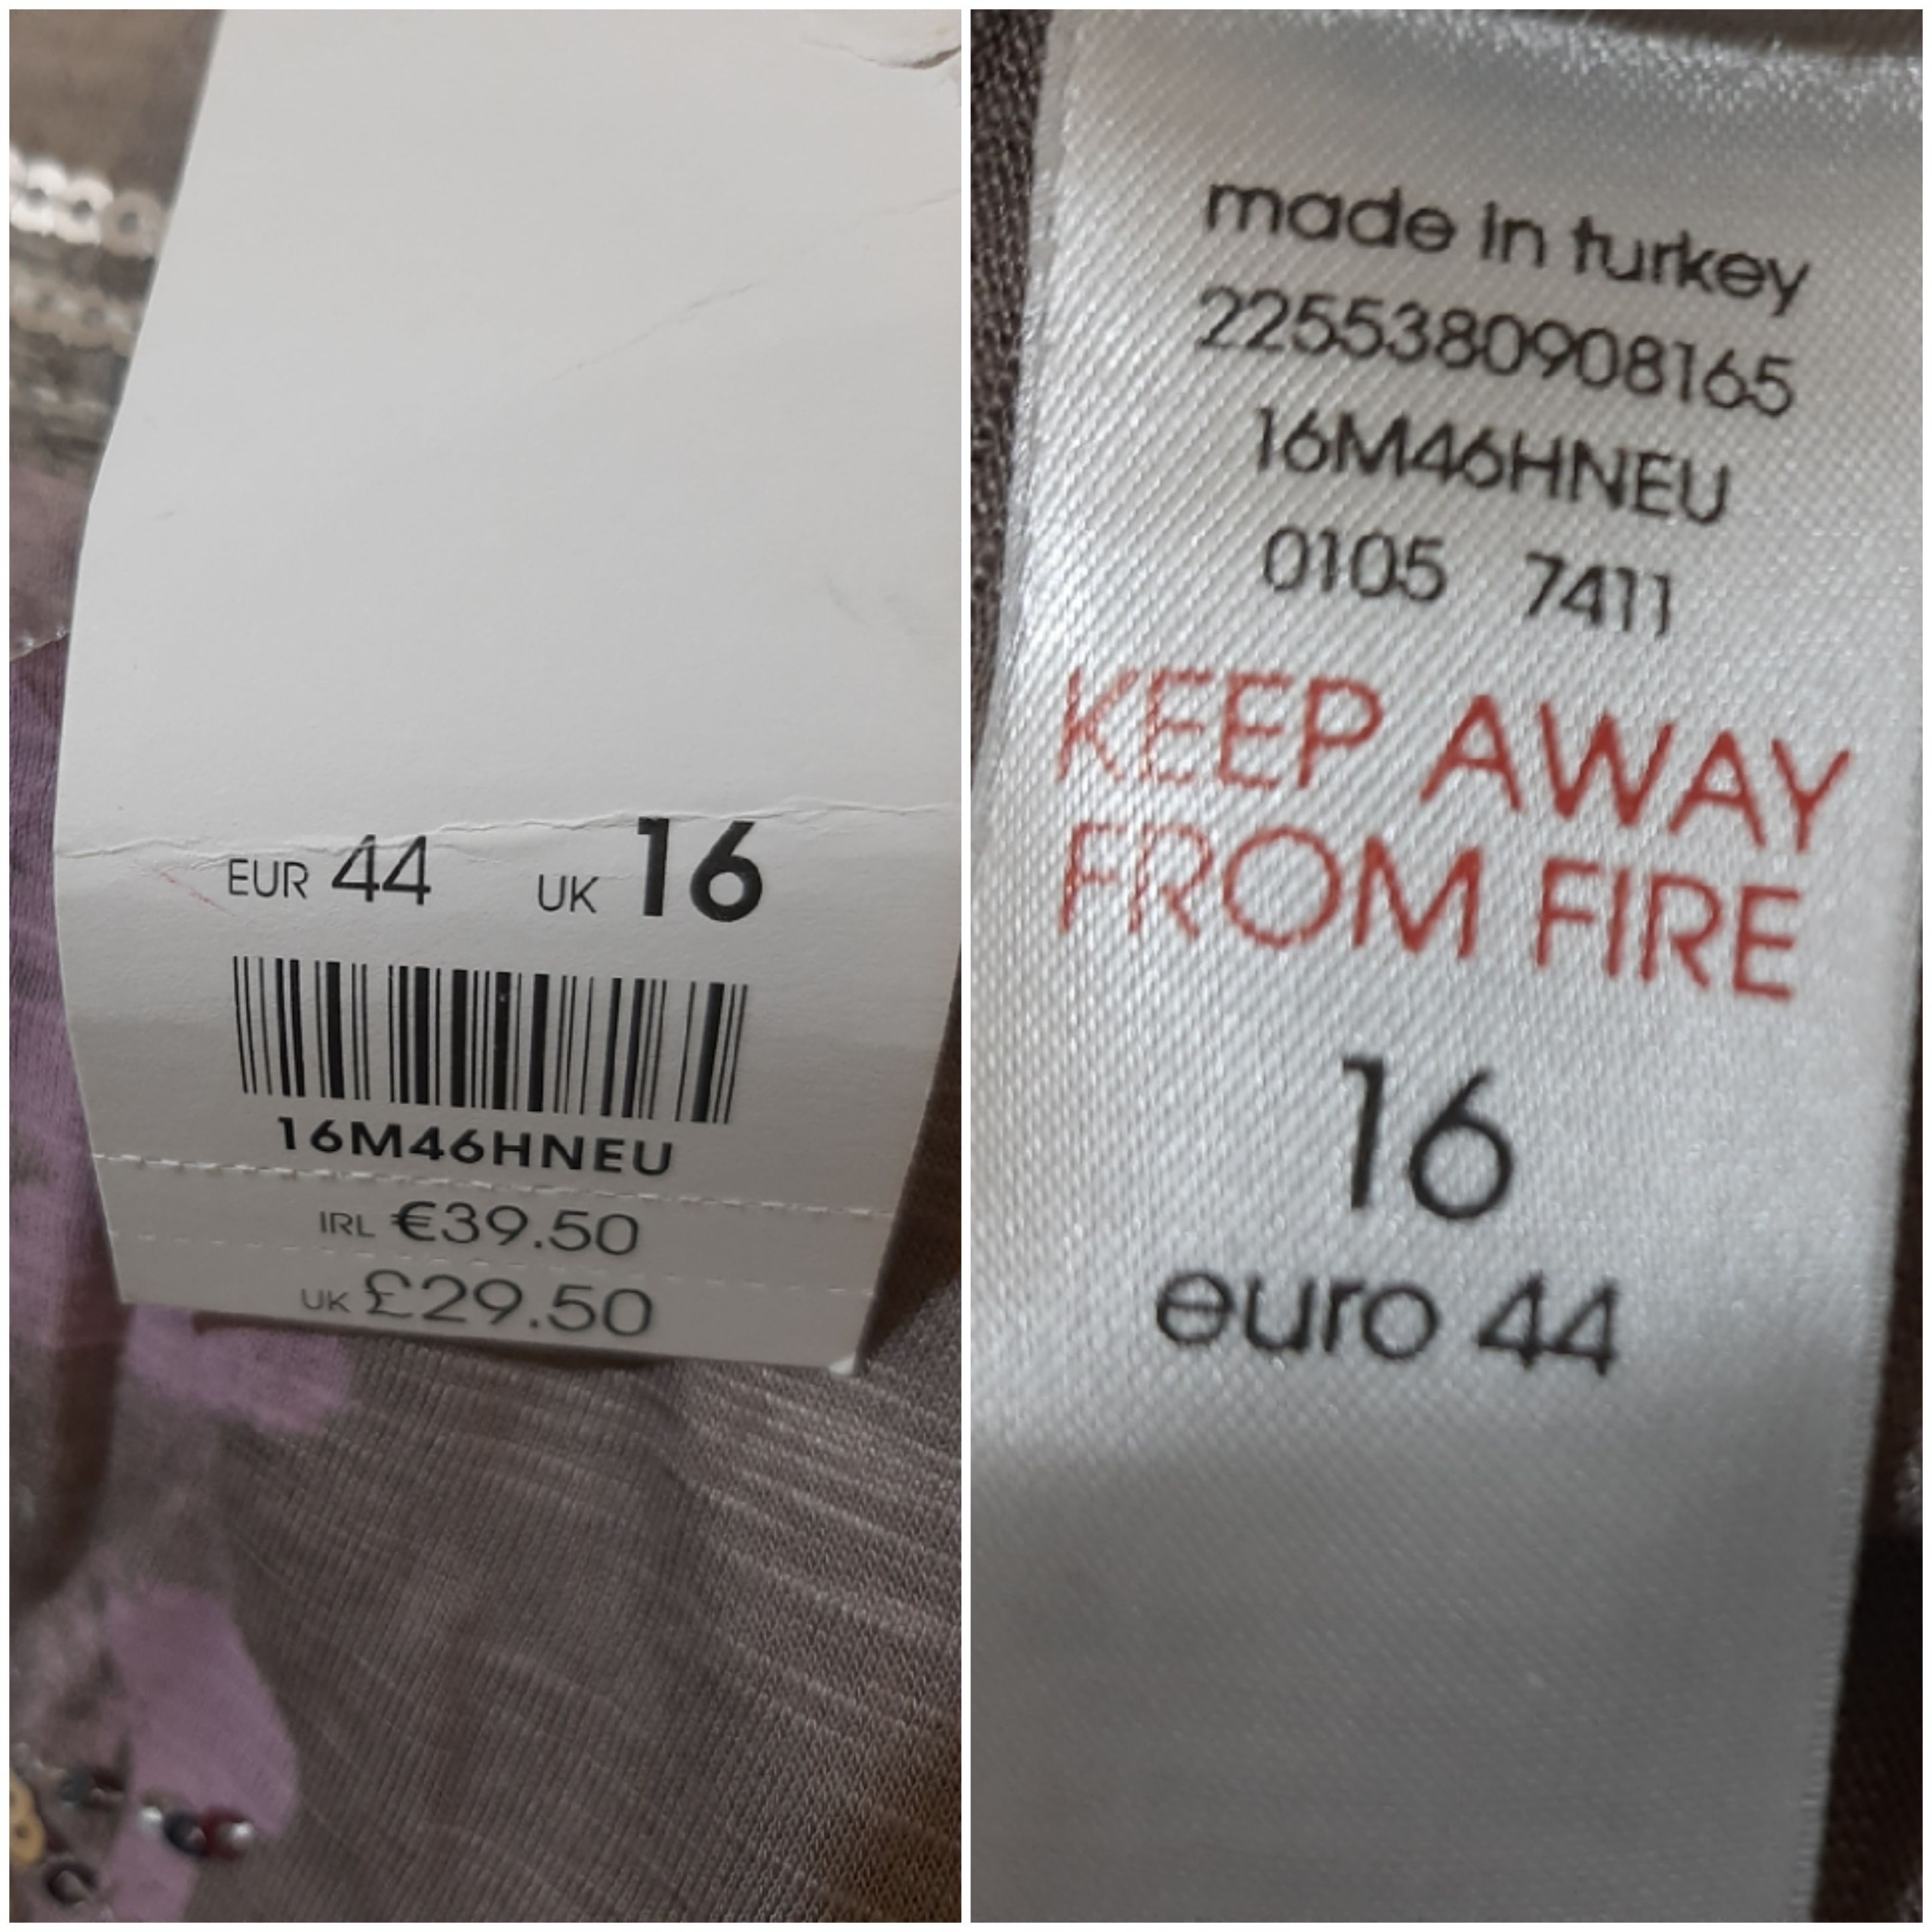 EUR 44 UK 16
16M46HNEU
IRL €39.50
UK £29.50
made in turkey
2255380908165
16M46HNEU
0105 7411
KEEP AWAY
FROM FIRE
16
euro 44